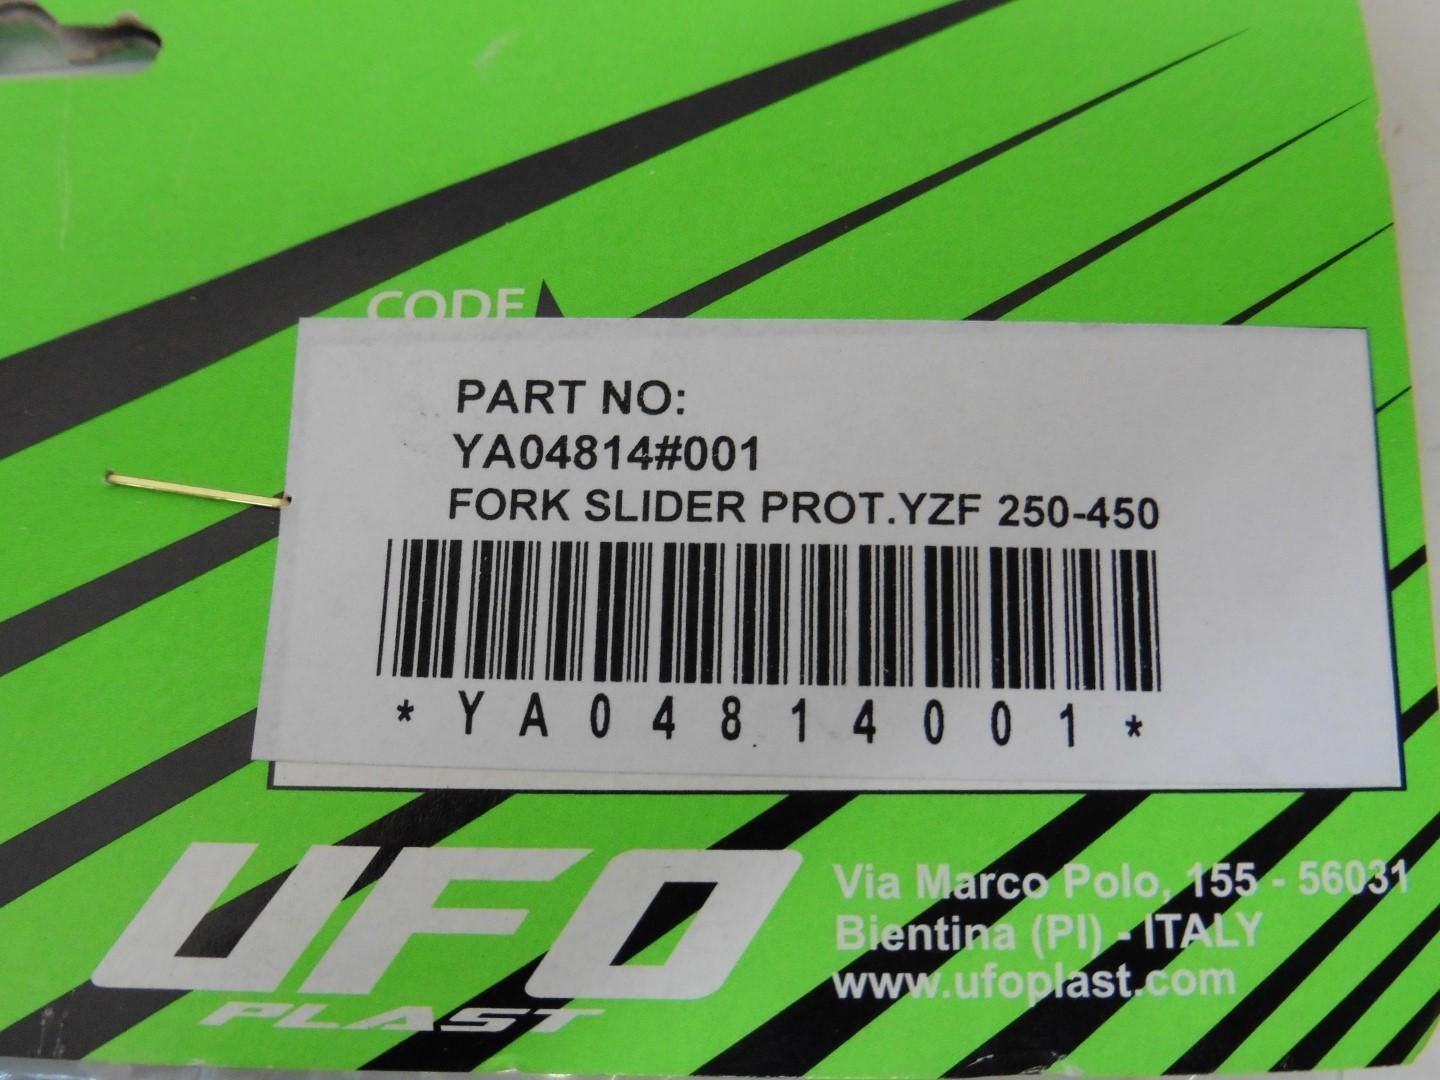 CODE
PART NO:
YA04814#001
FORK SLIDER PROT.YZF 250-450
*YA04814001*
UFO
PLAST
Via Marco Polo, 155 - 56031
Bientina (PI) - ITALY
www.ufoplast.com